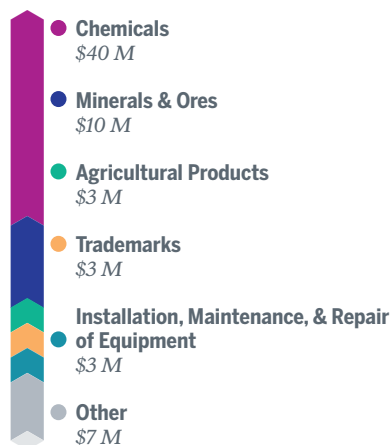 Chemicals
$40 M
Minerals & Ores
$10 M
Agricultural Products
$3 M
Trademarks
$3 M
Installation, Maintenance, & Repair
of Equipment
$3 M
Other
$7 M